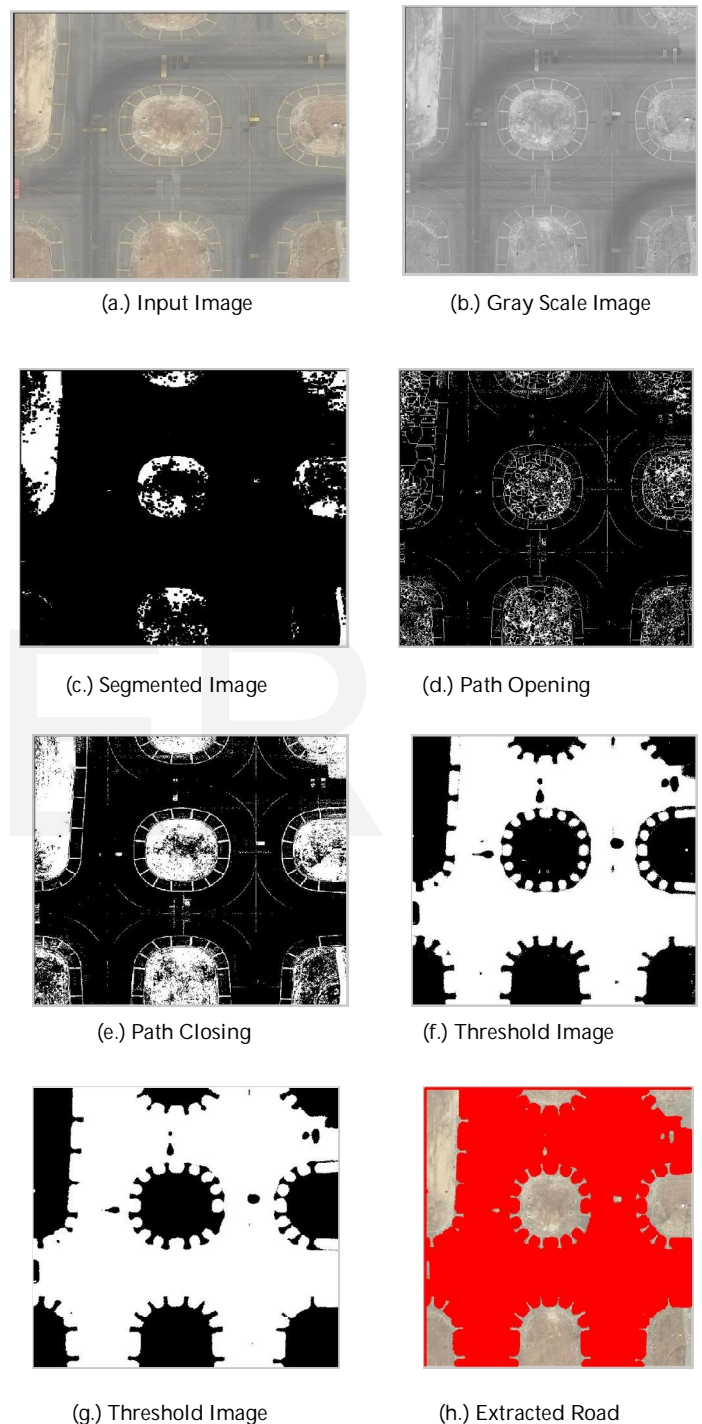 (a.) Input Image
(b.) Gray Scale Image
(c.) Segmented Image
(d.) Path Opening
(e.) Path Closing
(f.) Threshold Image
(g.) Threshold Image
(h.) Extracted Road